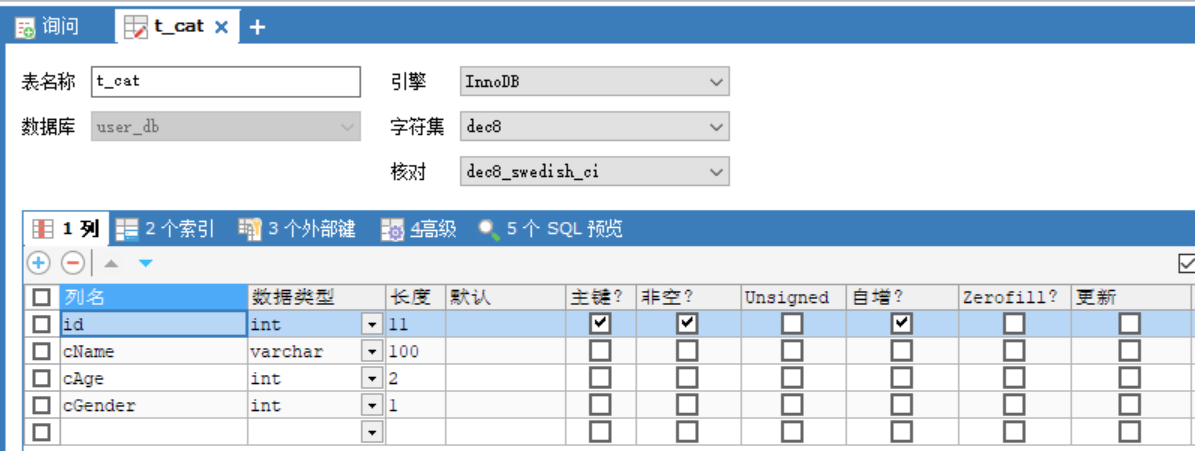 询问 t_cat
表名称 t_cat 引擎 InnoDB
数据库 user_db 字符集 dec8
核对 dec8_swedish_ci
1 列 2 个索引 3 个外部键 4高级 5 个 SQL 预览
列名 数据类型 长度 默认 主键? 非空? Unsigned 自增? Zerofill? 更新
id int 11
cName varchar 100
cAge int 2
cGender int 1